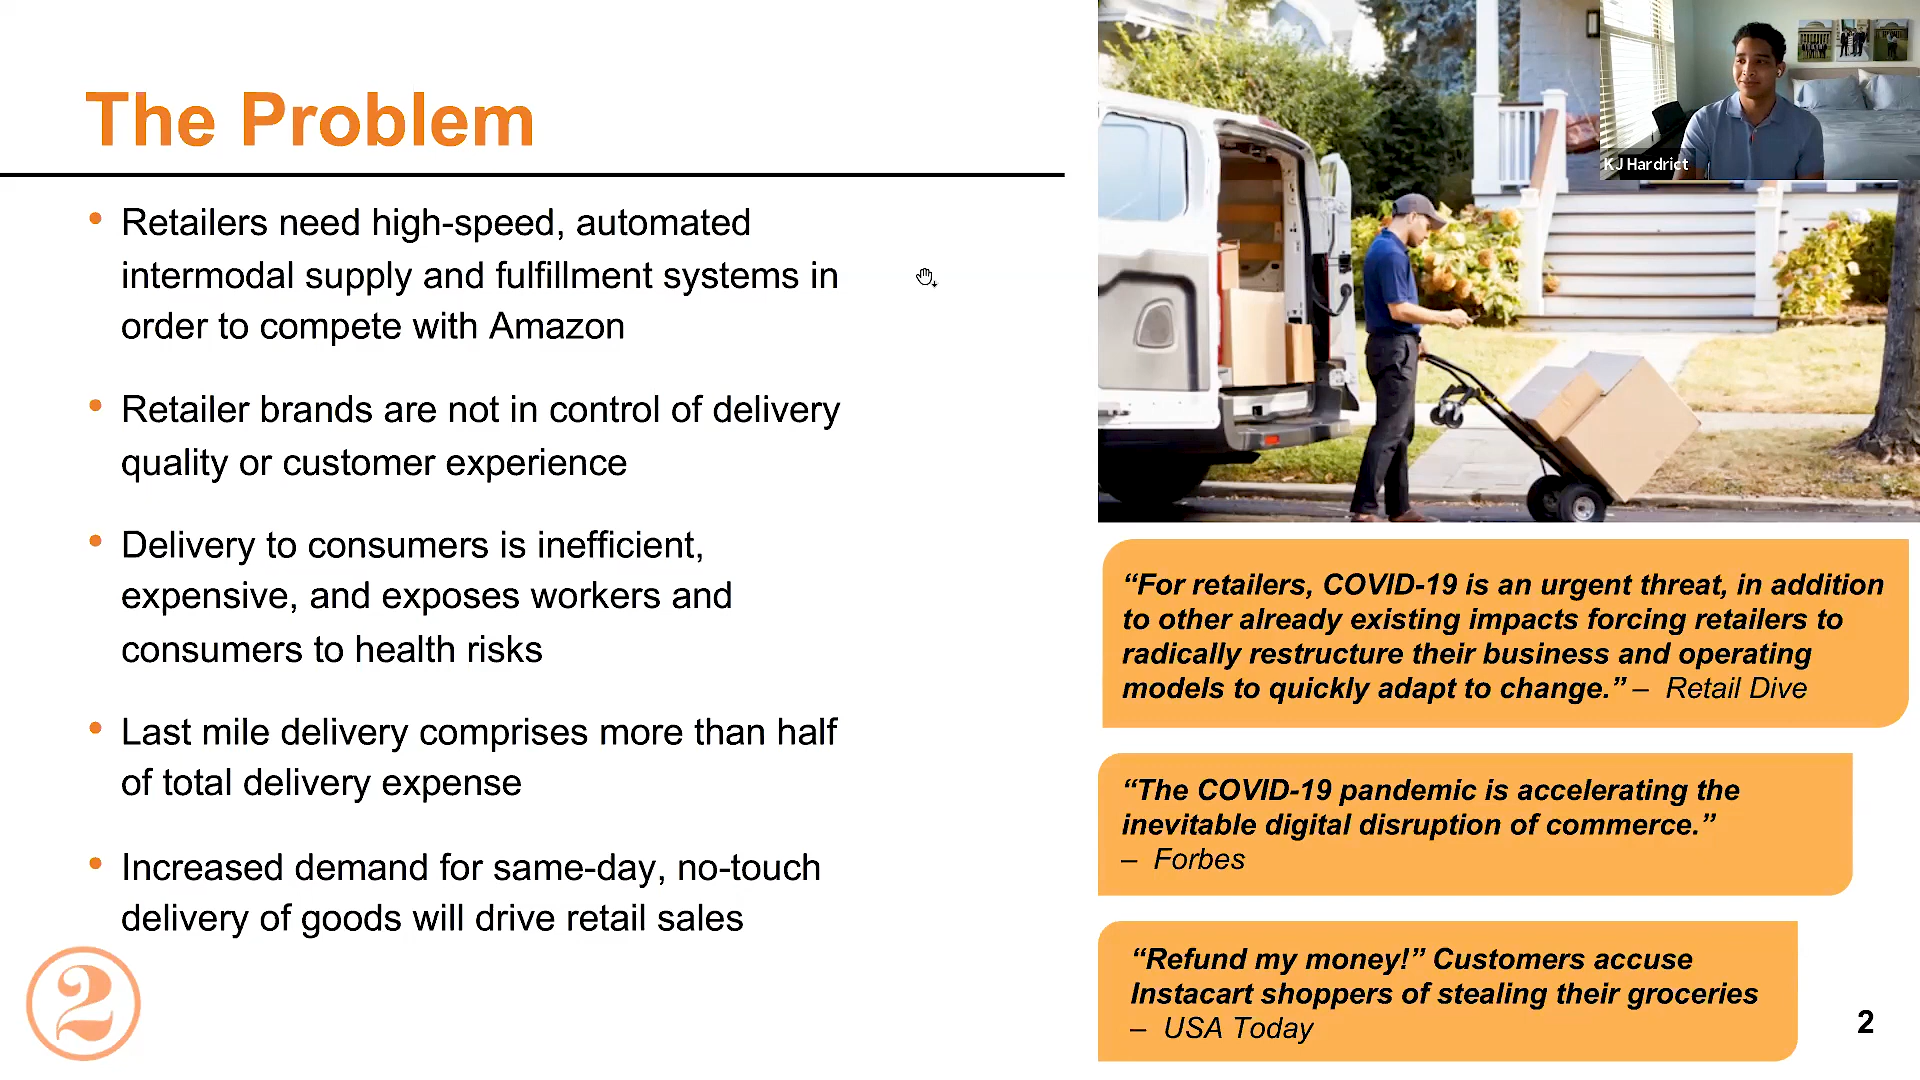 The Problem
• Retailers need high-speed, automated
intermodal supply and fulfillment systems in
order to compete with Amazon
• Retailer brands are not in control of delivery
quality or customer experience
• Delivery to consumers is inefficient,
expensive, and exposes workers and
consumers to health risks
• Last mile delivery comprises more than half
of total delivery expense
• Increased demand for same-day, no-touch
delivery of goods will drive retail sales
2
KJ Hardrict
“For retailers, COVID-19 is an urgent threat, in addition
to other already existing impacts forcing retailers to
radically restructure their business and operating
models to quickly adapt to change.” – Retail Dive
“The COVID-19 pandemic is accelerating the
inevitable digital disruption of commerce.”
– Forbes
“Refund my money!” Customers accuse
Instacart shoppers of stealing their groceries
– USA Today
2